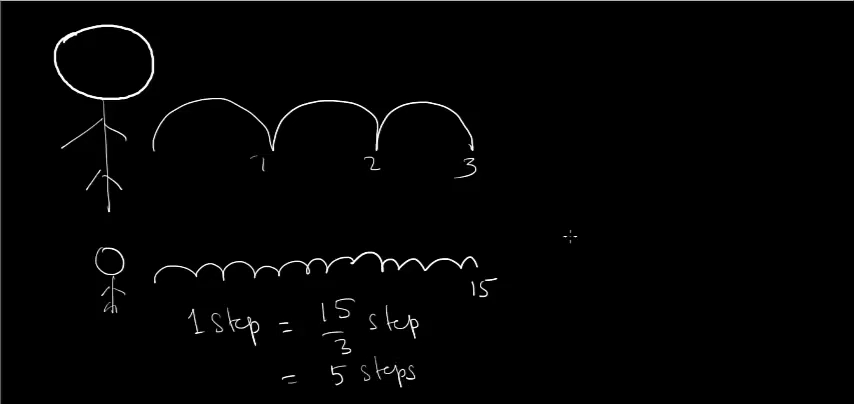 1 2 3
15
1 step = 15/3 step
= 5 steps